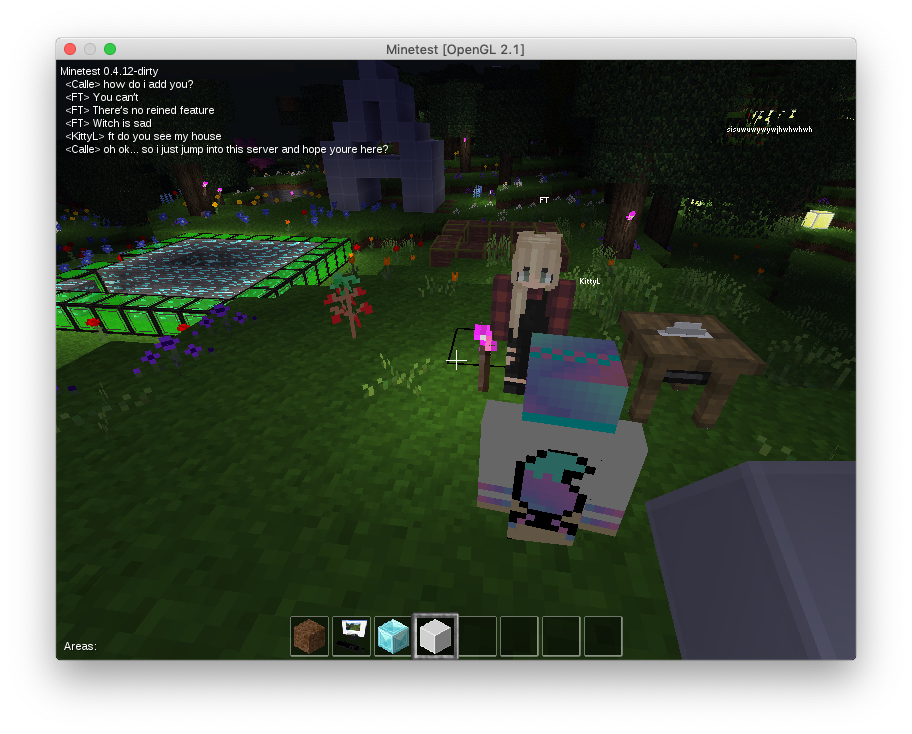 Minetest [OpenGL 2.1]
Minetest 0.4.12-dirty
<Calle> how do i add you?
<FT> You can't
<FT> There's no reined feature
<FT> Witch is sad
<KittyL> ft do you see my house
<Calle> oh ok... so i just jump into this server and hope youre here?
FT
KittyL
Areas: